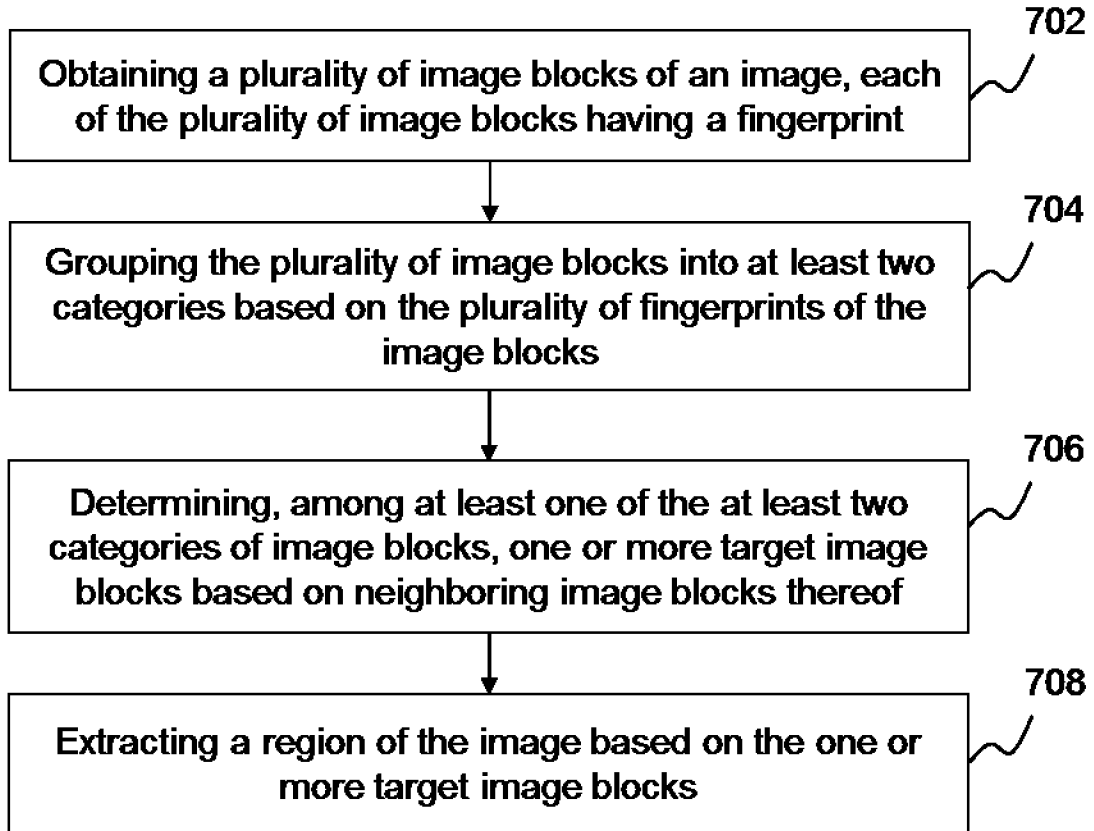 702
Obtaining a plurality of image blocks of an image, each
of the plurality of image blocks having a fingerprint
704
Grouping the plurality of image blocks into at least two
categories based on the plurality of fingerprints of the
image blocks
706
Determining, among at least one of the at least two
categories of image blocks, one or more target image
blocks based on neighboring image blocks thereof
708
Extracting a region of the image based on the one or
more target image blocks